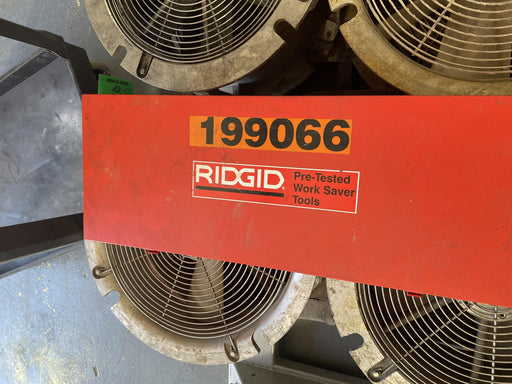 199066
RIDGID
Pre-Tested
Work Saver
Tools